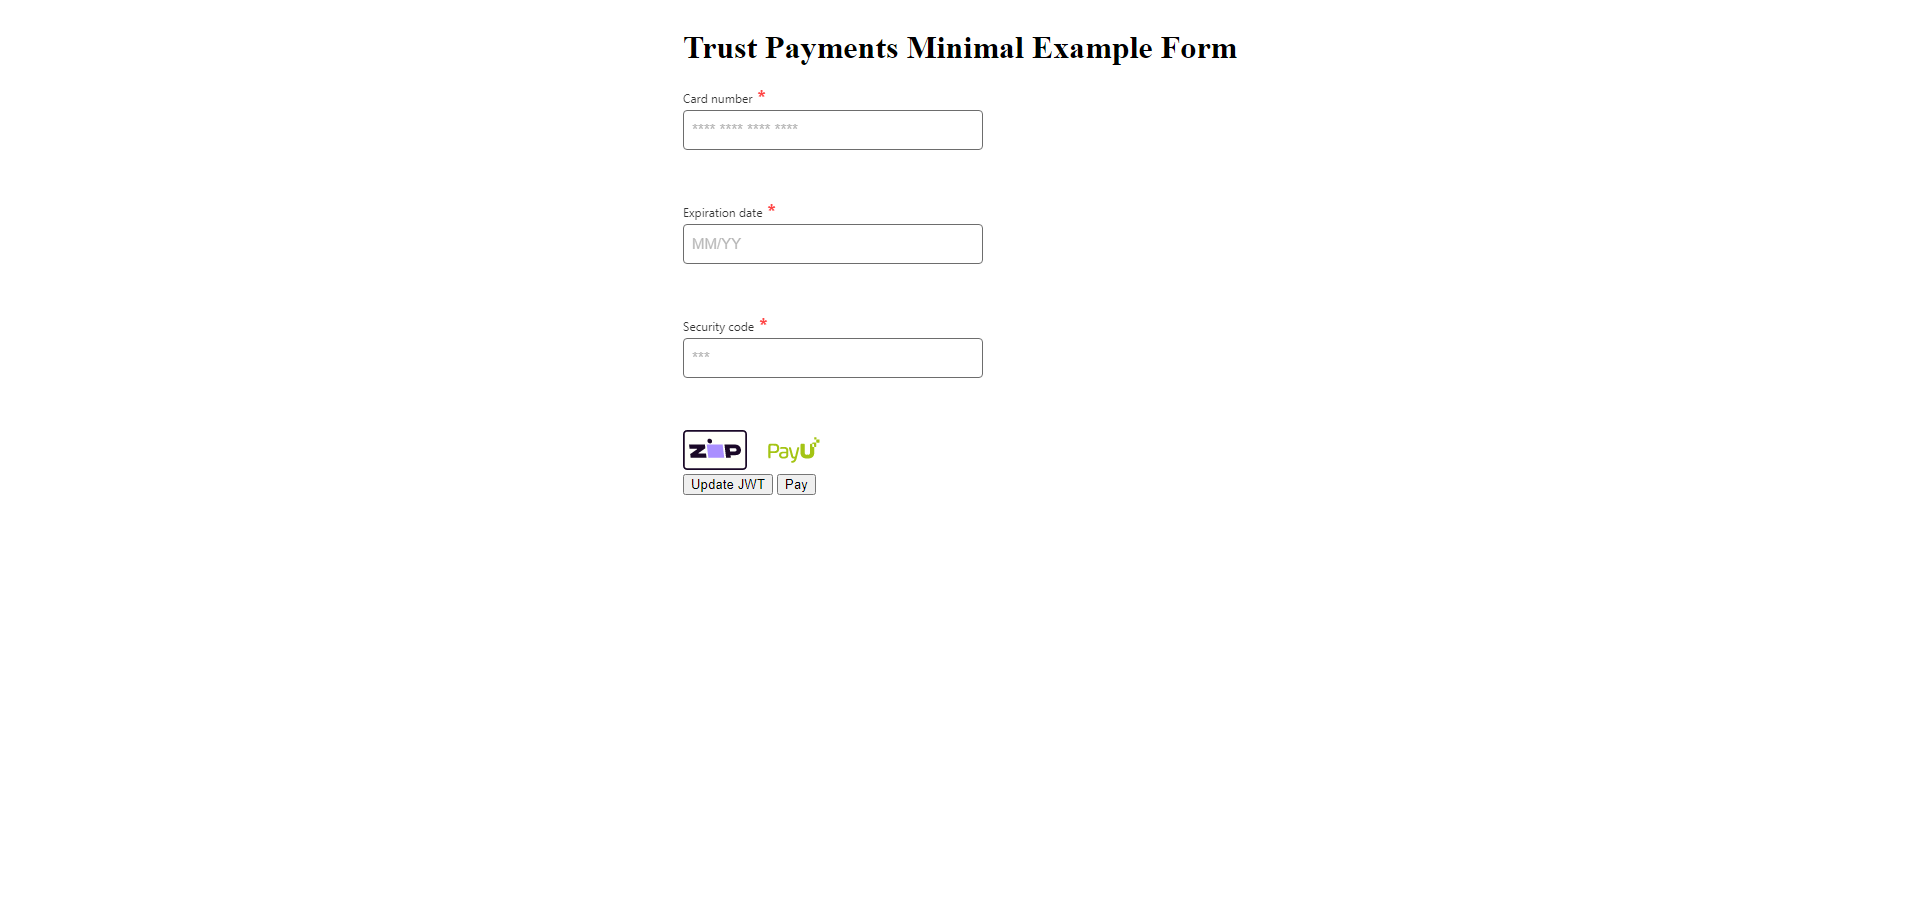 Trust Payments Minimal Example Form
Card number *
**** **** **** ****
Expiration date *
MM/YY
Security code *
***
ZIP PayU
Update JWT Pay